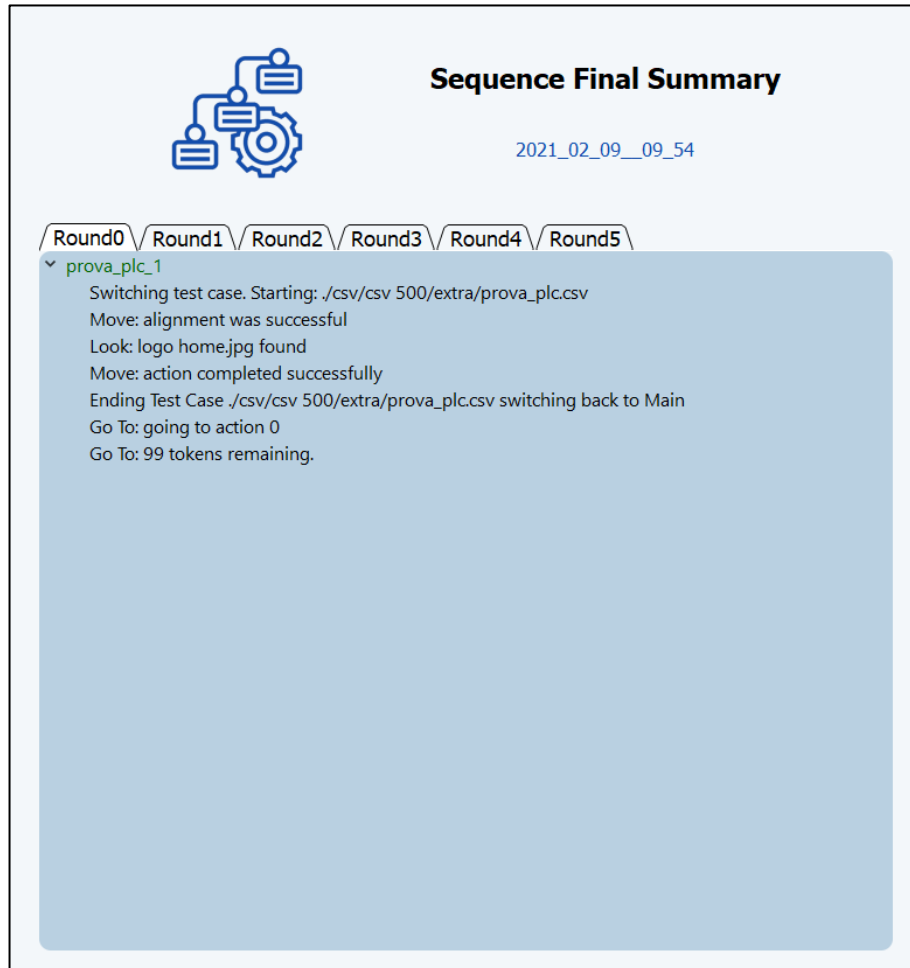 Sequence Final Summary
2021_02_09__09_54
Round0 Round1 Round2 Round3 Round4 Round5
prova_plc_1
Switching test case. Starting: ./csv/csv 500/extra/prova_plc.csv
Move: alignment was successful
Look: logo home.jpg found
Move: action completed successfully
Ending Test Case ./csv/csv 500/extra/prova_plc.csv switching back to Main
Go To: going to action 0
Go To: 99 tokens remaining.